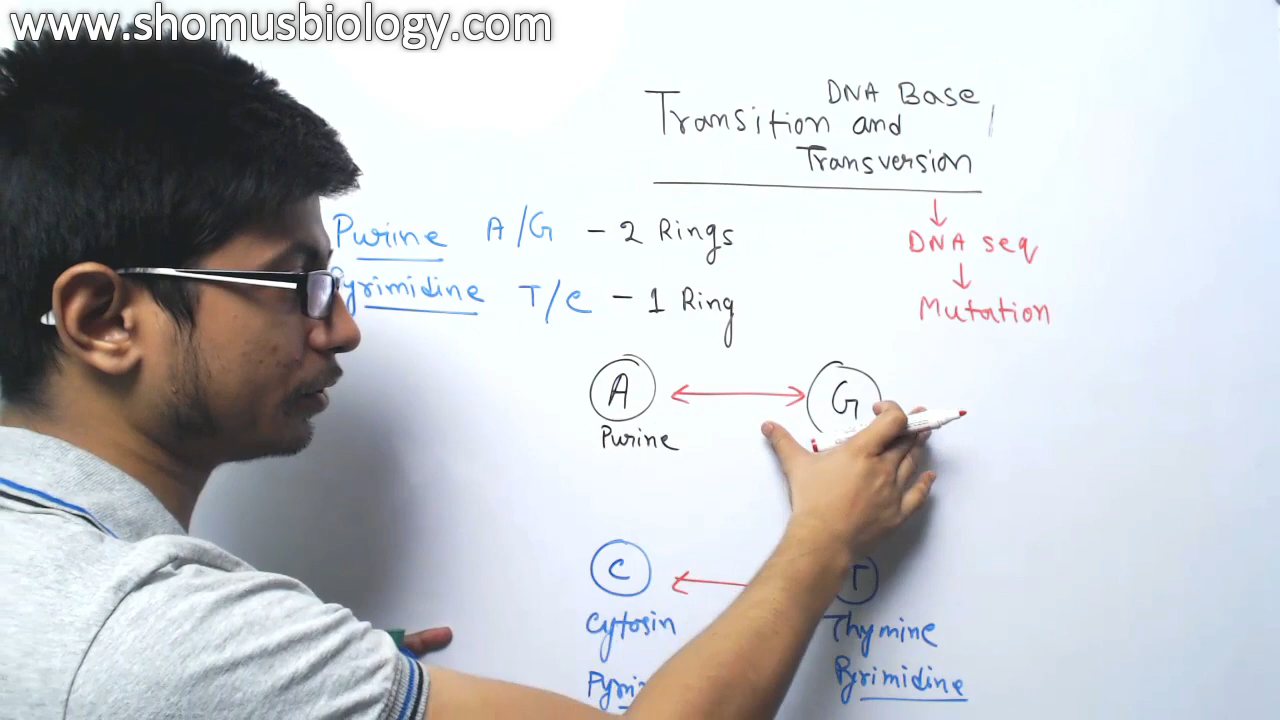 www.shomusbiology.com
DNA Base
Transition and
Transversion
DNA seq
Mutation
Purine A/G - 2 Rings
Pyrimidine T/C - 1 Ring
A G
Purine
C T
Cytosin Thymine
Pyrimidine